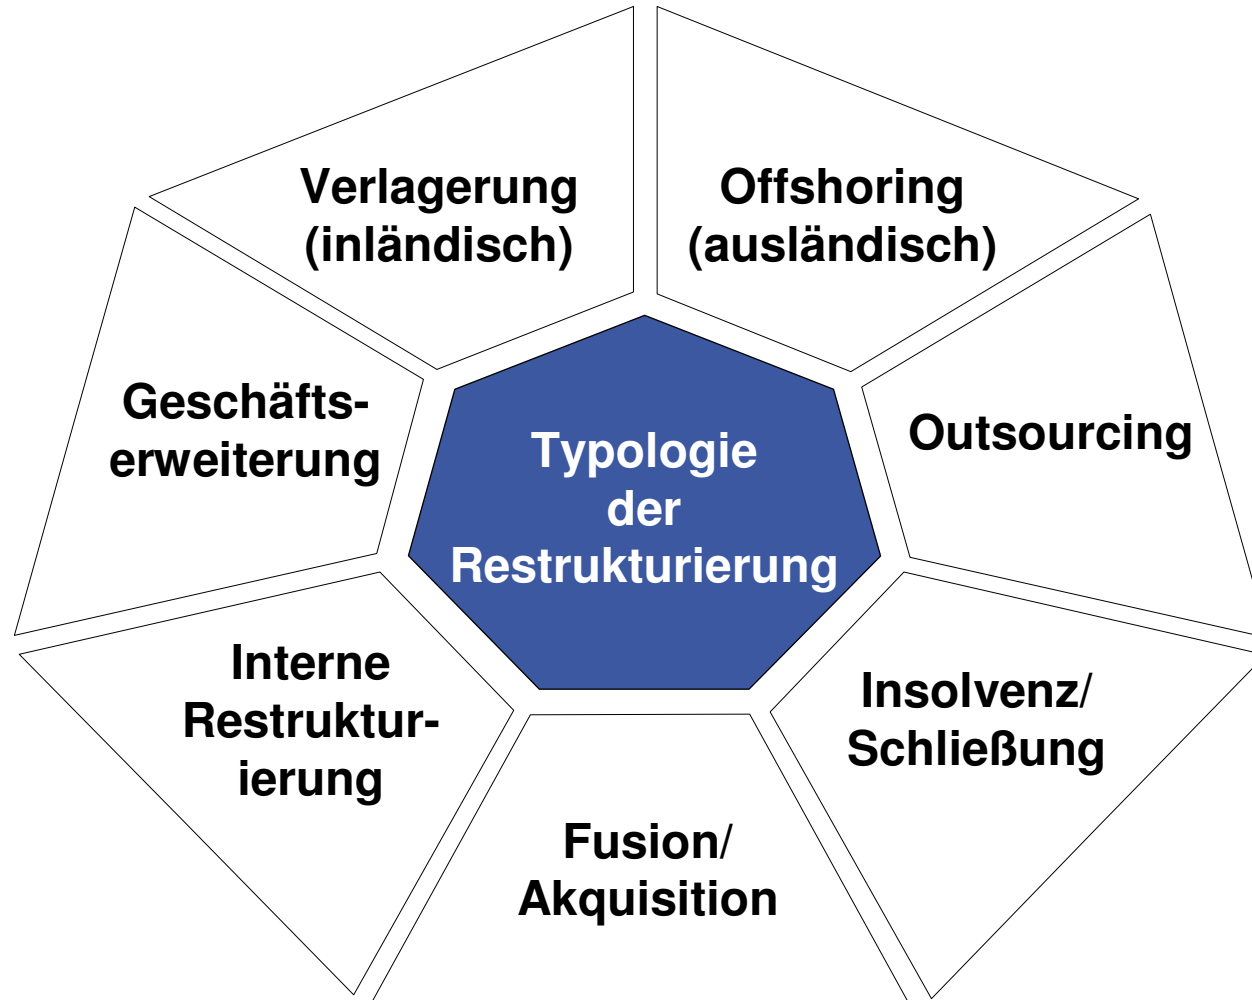 Verlagerung
(inländisch)
Offshoring
(ausländisch)
Geschäfts-
erweiterung
Outsourcing
Typologie
der
Restrukturierung
Interne
Restruktur-
ierung
Insolvenz/
Schließung
Fusion/
Akquisition